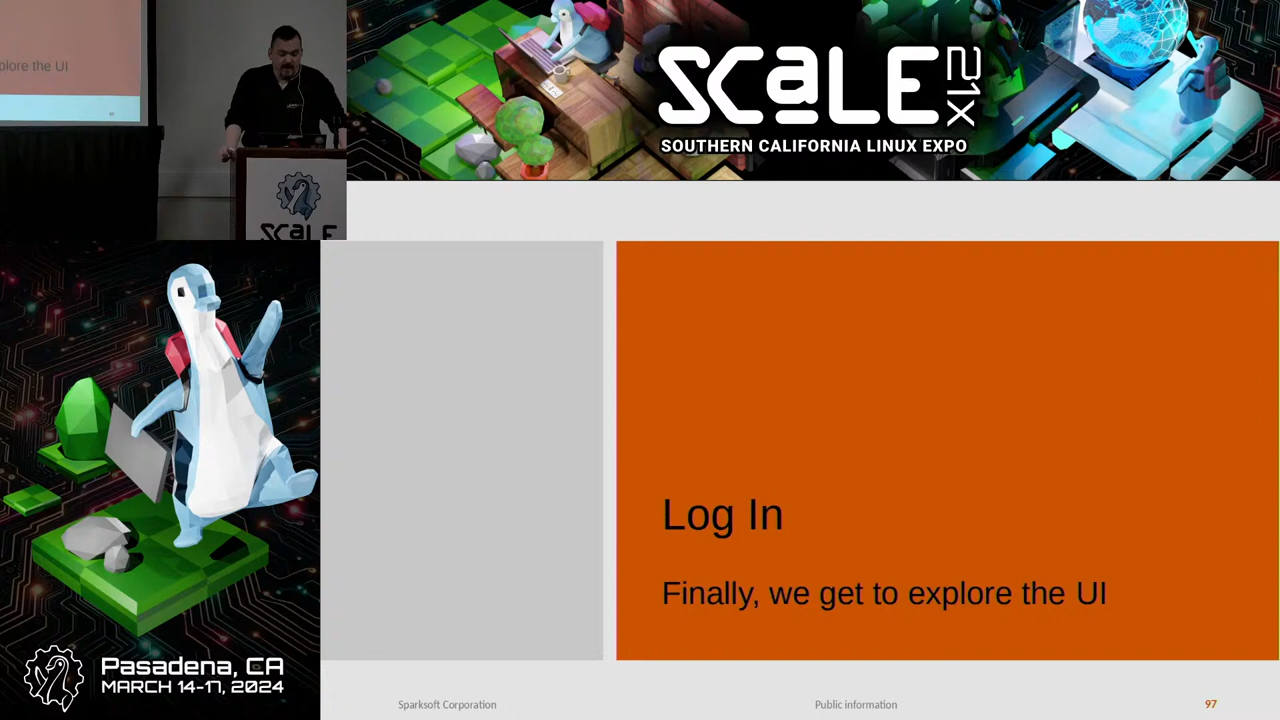 plore the UI
SCALE
SCALE 21X
SOUTHERN CALIFORNIA LINUX EXPO
Log In
Finally, we get to explore the UI
Pasadena, CA
MARCH 14-17, 2024
Sparksoft Corporation
Public information
97